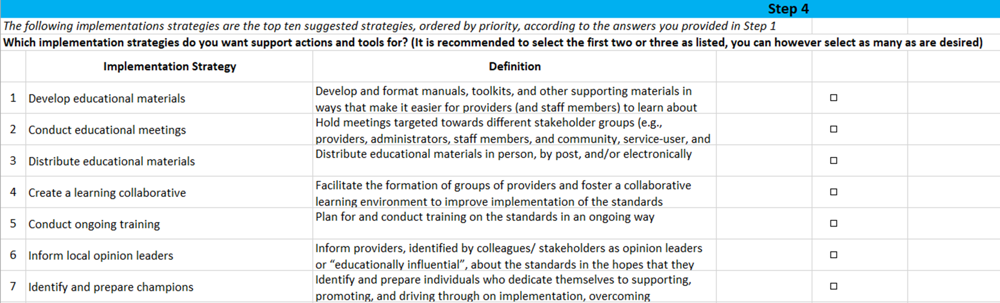 Step 4
The following implementations strategies are the top ten suggested strategies, ordered by priority, according to the answers you provided in Step 1
Which implementation strategies do you want support actions and tools for? (It is recommended to select the first two or three as listed, you can however select as many as are desired)
Implementation Strategy Definition
1 Develop educational materials
Develop and format manuals, toolkits, and other supporting materials in
ways that make it easier for providers (and staff members) to learn about
2 Conduct educational meetings
Hold meetings targeted towards different stakeholder groups (e.g.,
providers, administrators, staff members, and community, service-user, and
3 Distribute educational materials
Distribute educational materials in person, by post, and/or electronically
4 Create a learning collaborative
Facilitate the formation of groups of providers and foster a collaborative
learning environment to improve implementation of the standards
5 Conduct ongoing training
Plan for and conduct training on the standards in an ongoing way
6 Inform local opinion leaders
Inform providers, identified by colleagues/ stakeholders as opinion leaders
or “educationally influential”, about the standards in the hopes that they
7 Identify and prepare champions
Identify and prepare individuals who dedicate themselves to supporting,
promoting, and driving through on implementation, overcoming